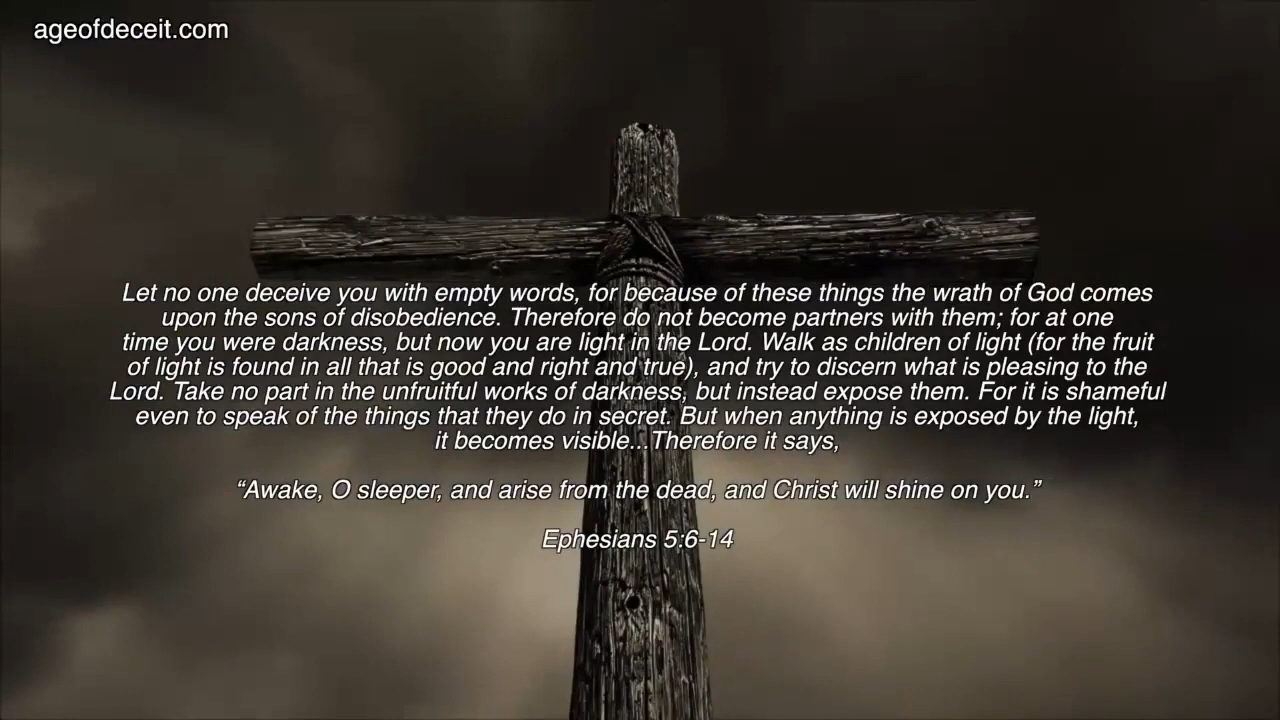 ageofdeceit.com
Let no one deceive you with empty words, for because of these things the wrath of God comes
upon the sons of disobedience. Therefore do not become partners with them; for at one
time you were darkness, but now you are light in the Lord. Walk as children of light (for the fruit
of light is found in all that is good and right and true), and try to discern what is pleasing to the
Lord. Take no part in the unfruitful works of darkness, but instead expose them. For it is shameful
even to speak of the things that they do in secret. But when anything is exposed by the light,
it becomes visible...Therefore it says,
“Awake, O sleeper, and arise from the dead, and Christ will shine on you.”
Ephesians 5:6-14